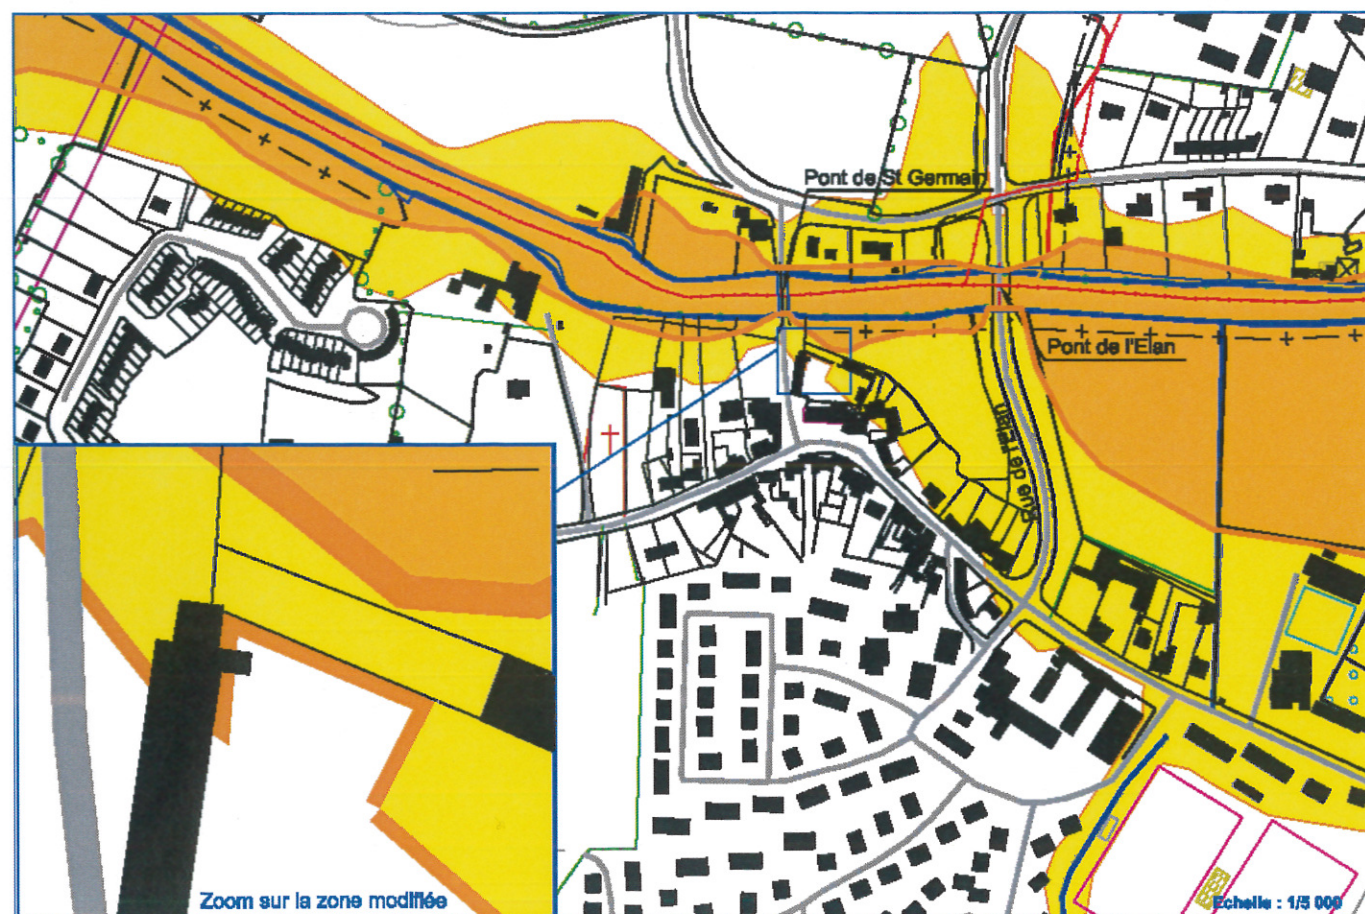 Pont de St Germain
Pont de l'Elan
Rue de l'Elan
Zoom sur la zone modifiée
Echelle : 1/5 000